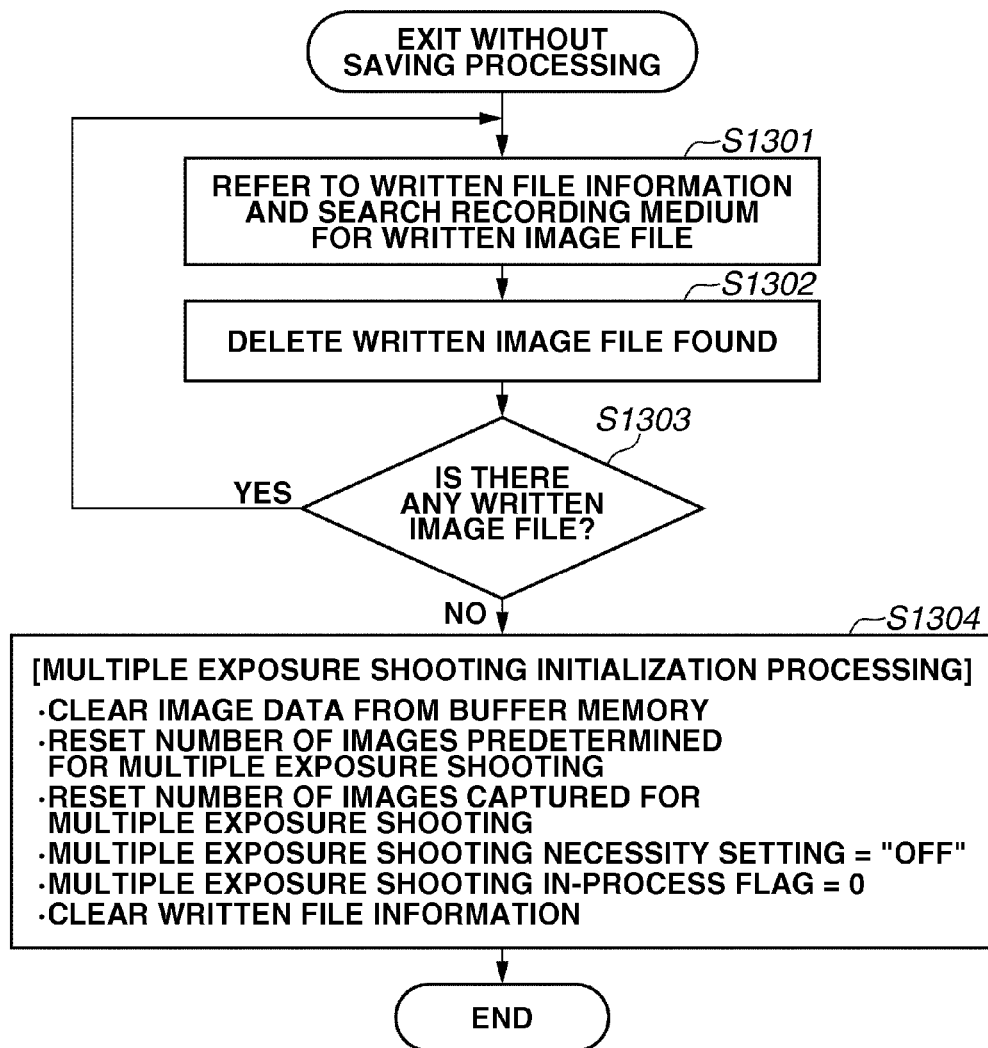 EXIT WITHOUT
SAVING PROCESSING
S1301
REFER TO WRITTEN FILE INFORMATION
AND SEARCH RECORDING MEDIUM
FOR WRITTEN IMAGE FILE
S1302
DELETE WRITTEN IMAGE FILE FOUND
S1303
IS THERE
ANY WRITTEN
IMAGE FILE?
YES
NO
S1304
[MULTIPLE EXPOSURE SHOOTING INITIALIZATION PROCESSING]
·CLEAR IMAGE DATA FROM BUFFER MEMORY
·RESET NUMBER OF IMAGES PREDETERMINED
FOR MULTIPLE EXPOSURE SHOOTING
·RESET NUMBER OF IMAGES CAPTURED FOR
MULTIPLE EXPOSURE SHOOTING
·MULTIPLE EXPOSURE SHOOTING NECESSITY SETTING = "OFF"
·MULTIPLE EXPOSURE SHOOTING IN-PROCESS FLAG = 0
·CLEAR WRITTEN FILE INFORMATION
END